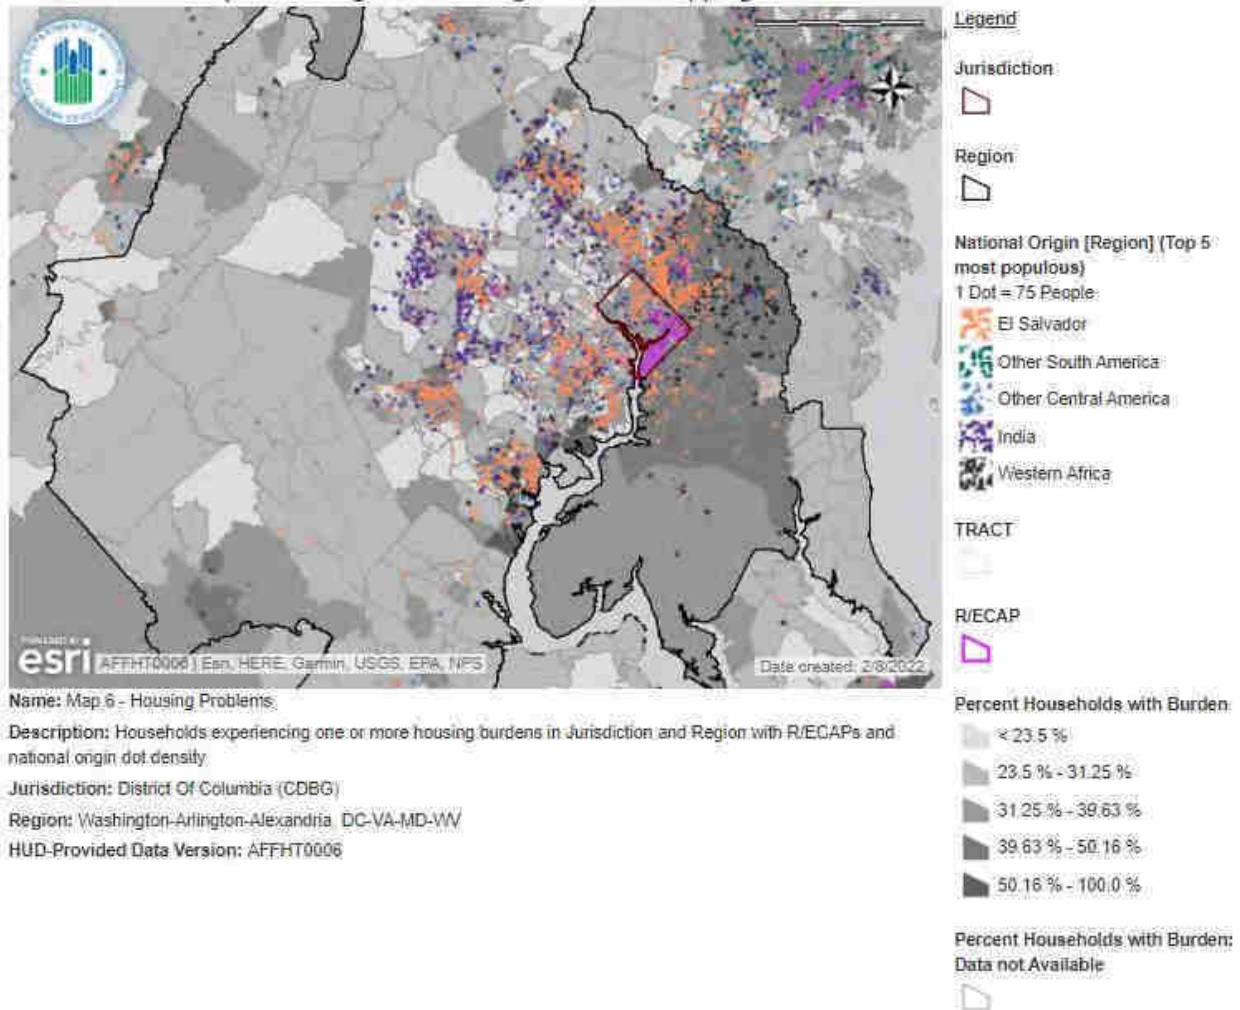 Legend
Jurisdiction
Region
National Origin [Region] (Top 5
most populous)
1 Dot = 75 People
El Salvador
Other South America
Other Central America
India
Western Africa
TRACT
R/ECAP
Percent Households with Burden
< 23.5 %
23.5 % - 31.25 %
31.25 % - 39.63 %
39.63 % - 50.16 %
50.16 % - 100.0 %
Percent Households with Burden:
Data not Available
POWERED BY
esri
AFFHT0006 | Esri, HERE, Garmin, USGS, EPA, NPS
Date created: 2/8/2022
Name: Map 6 - Housing Problems
Description: Households experiencing one or more housing burdens in Jurisdiction and Region with R/ECAPs and
national origin dot density
Jurisdiction: District Of Columbia (CDBG)
Region: Washington-Arlington-Alexandria, DC-VA-MD-WV
HUD-Provided Data Version: AFFHT0006